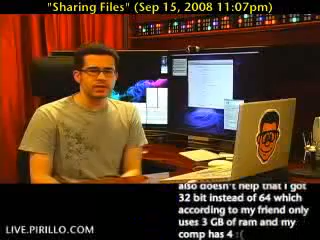 "Sharing Files" (Sep 15, 2008 11:07pm)
also doesn't help that I got
32 bit instead of 64 which
according to my friend only
uses 3 GB of ram and my
comp has 4 :(
LIVE.PIRILLO.COM